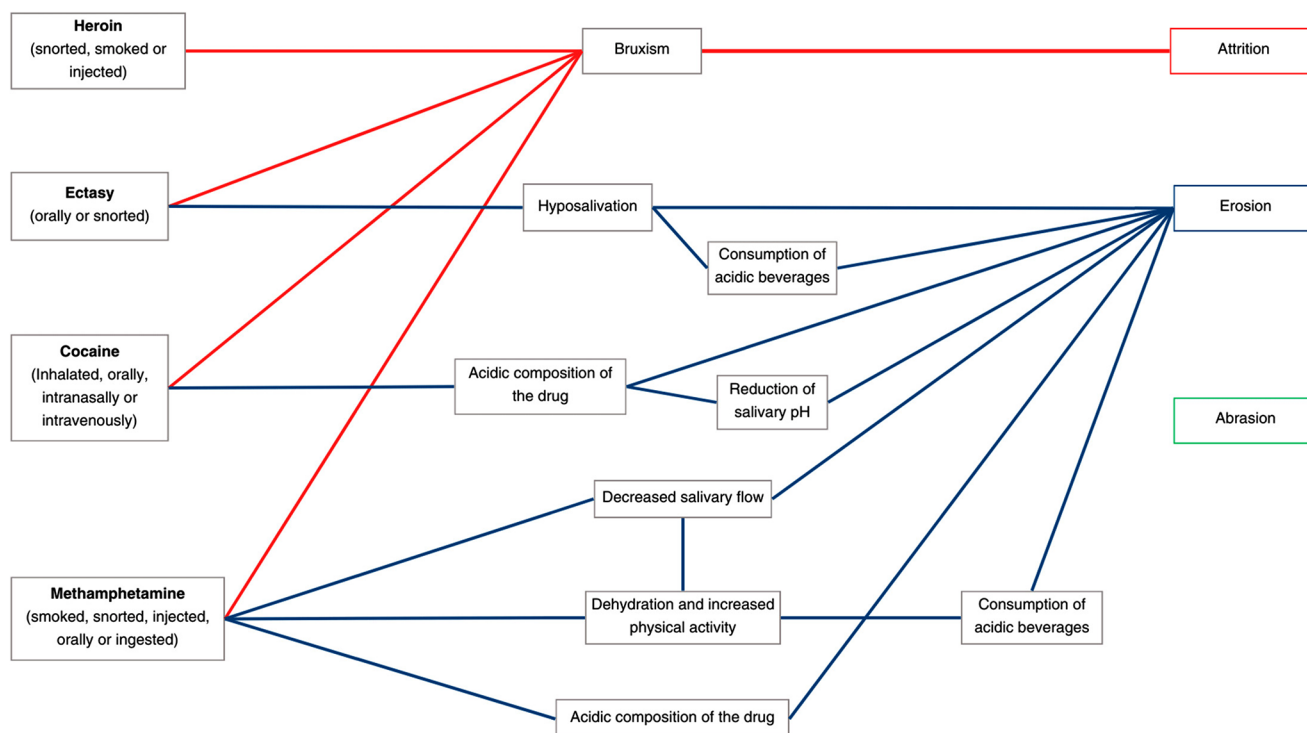 Heroin
(snorted, smoked or
injected)
Bruxism
Attrition
Ectasy
(orally or snorted)
Hyposalivation
Erosion
Consumption of
acidic beverages
Cocaine
(Inhalated, orally,
intranasally or
intravenously)
Acidic composition of
the drug
Reduction of
salivary pH
Abrasion
Decreased salivary flow
Methamphetamine
(smoked, snorted, injected,
orally or ingested)
Dehydration and increased
physical activity
Consumption of
acidic beverages
Acidic composition of the drug